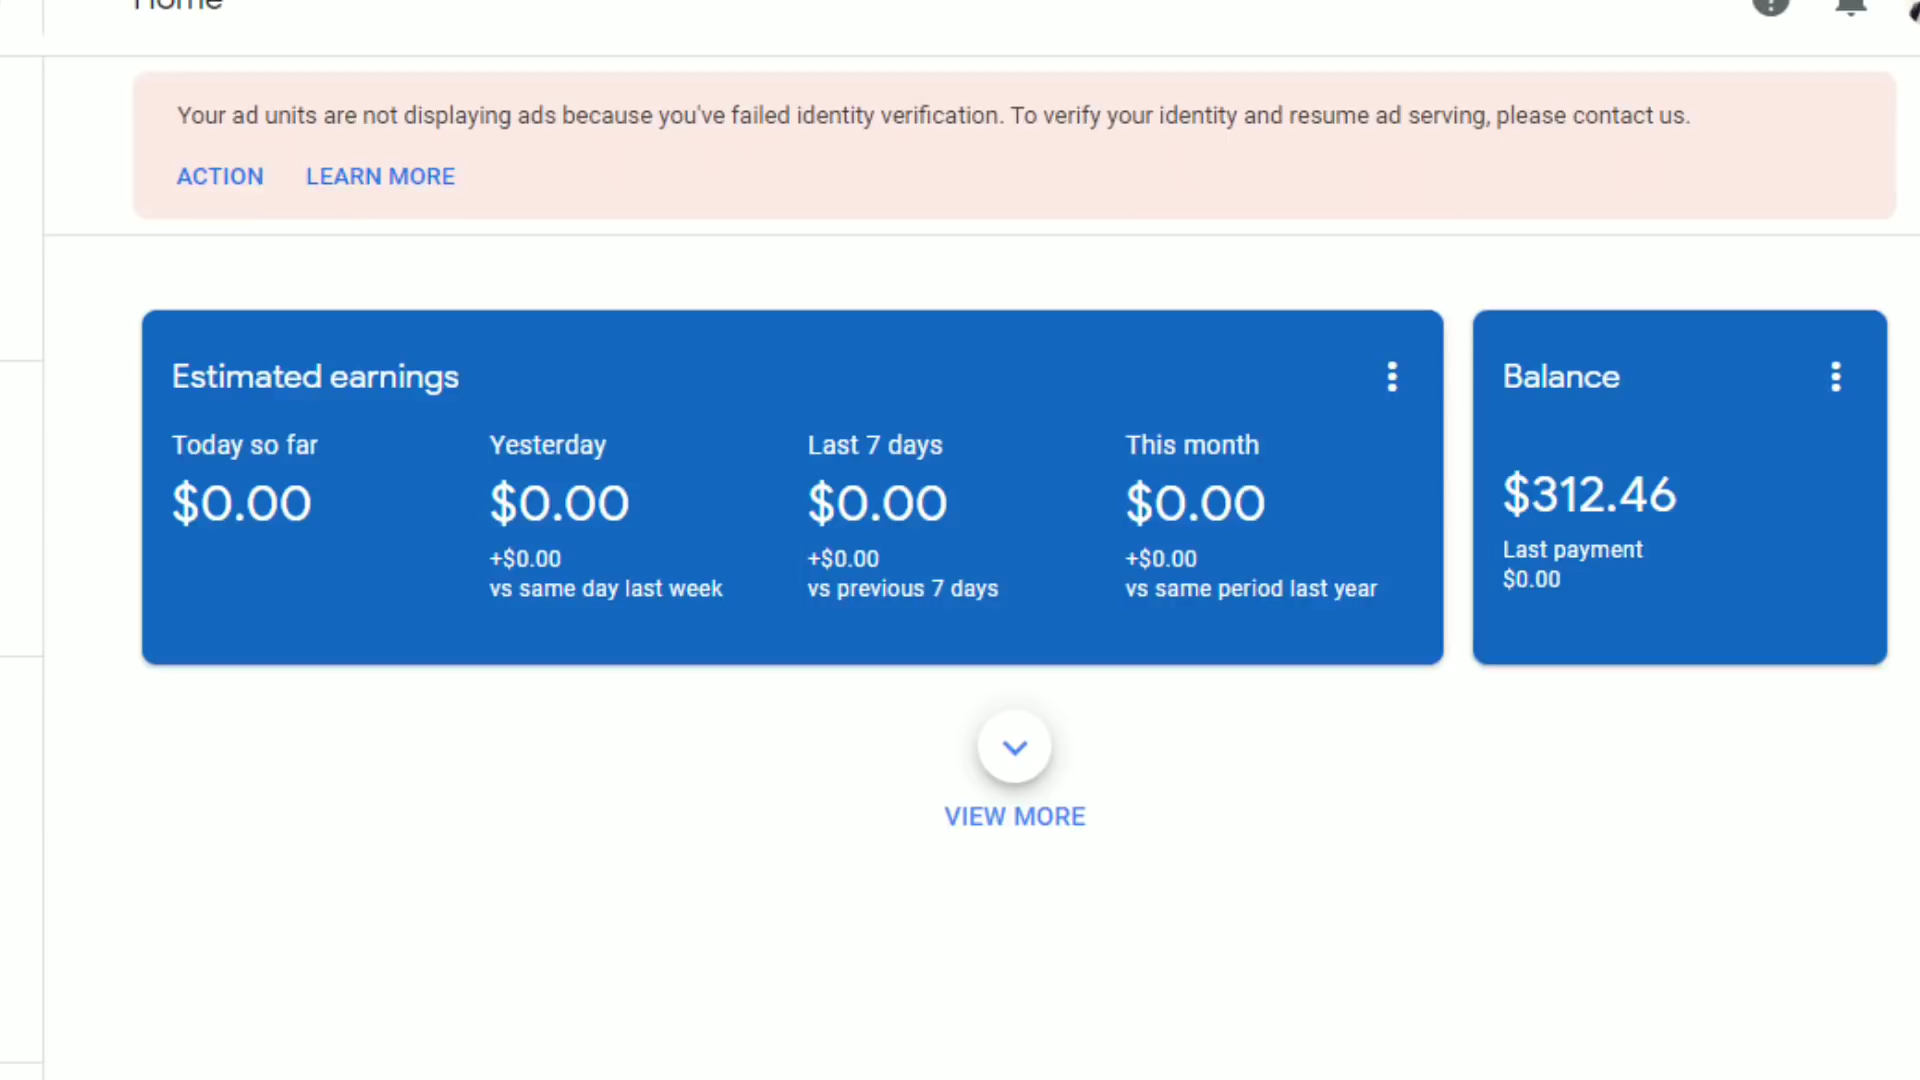 Home
Your ad units are not displaying ads because you've failed identity verification. To verify your identity and resume ad serving, please contact us.
ACTION LEARN MORE
Estimated earnings
Today so far Yesterday Last 7 days This month
$0.00 $0.00 $0.00 $0.00
+$0.00 +$0.00 +$0.00
vs same day last week vs previous 7 days vs same period last year
Balance
$312.46
Last payment
$0.00
VIEW MORE